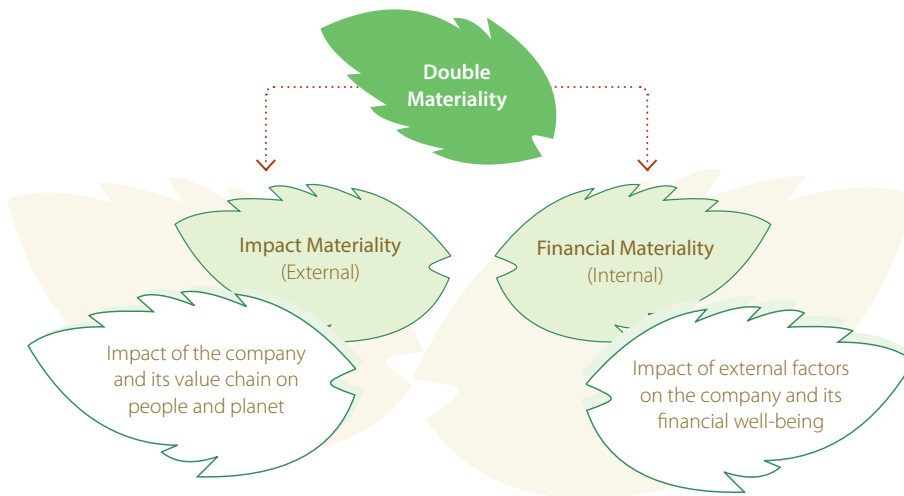 Double
Materiality
Impact Materiality
(External)
Financial Materiality
(Internal)
Impact of the company
and its value chain on
people and planet
Impact of external factors
on the company and its
financial well-being